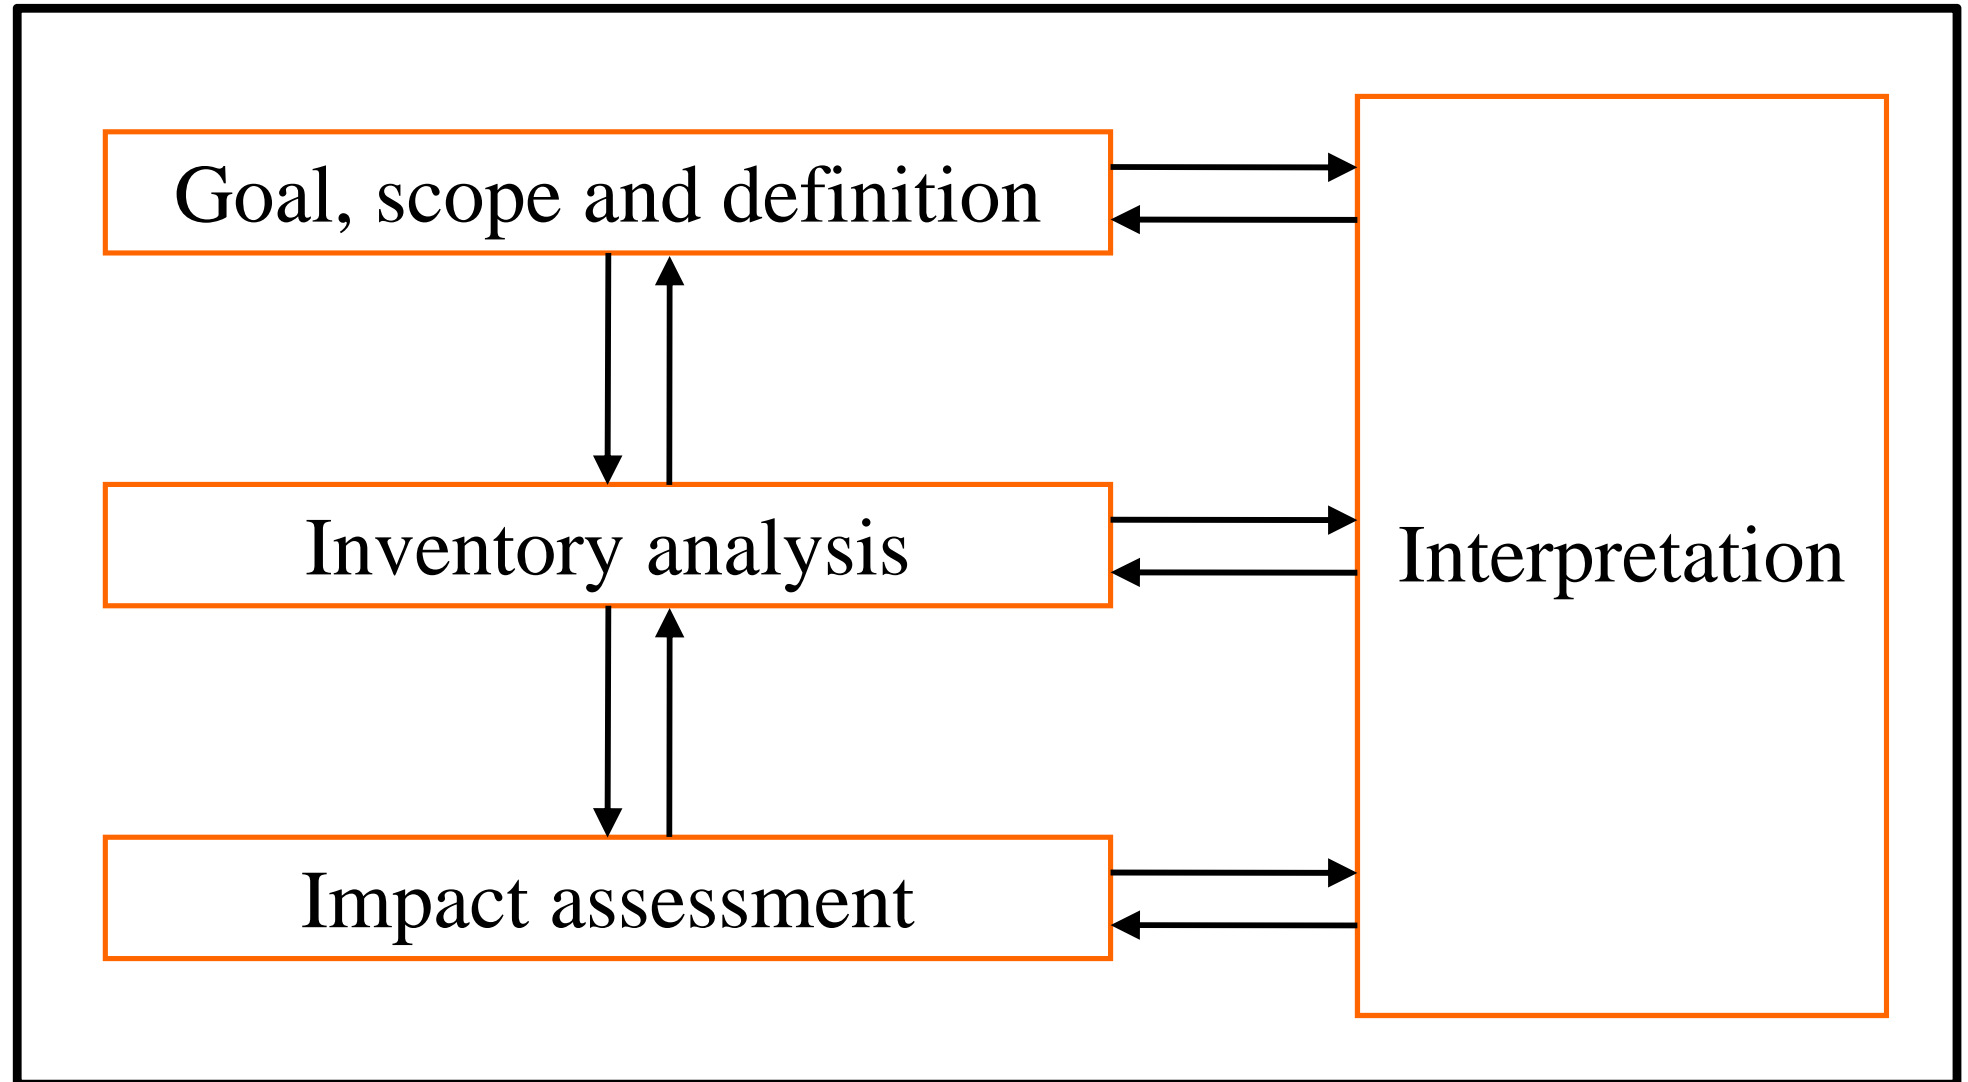 Goal, scope and definition
Inventory analysis
Interpretation
Impact assessment